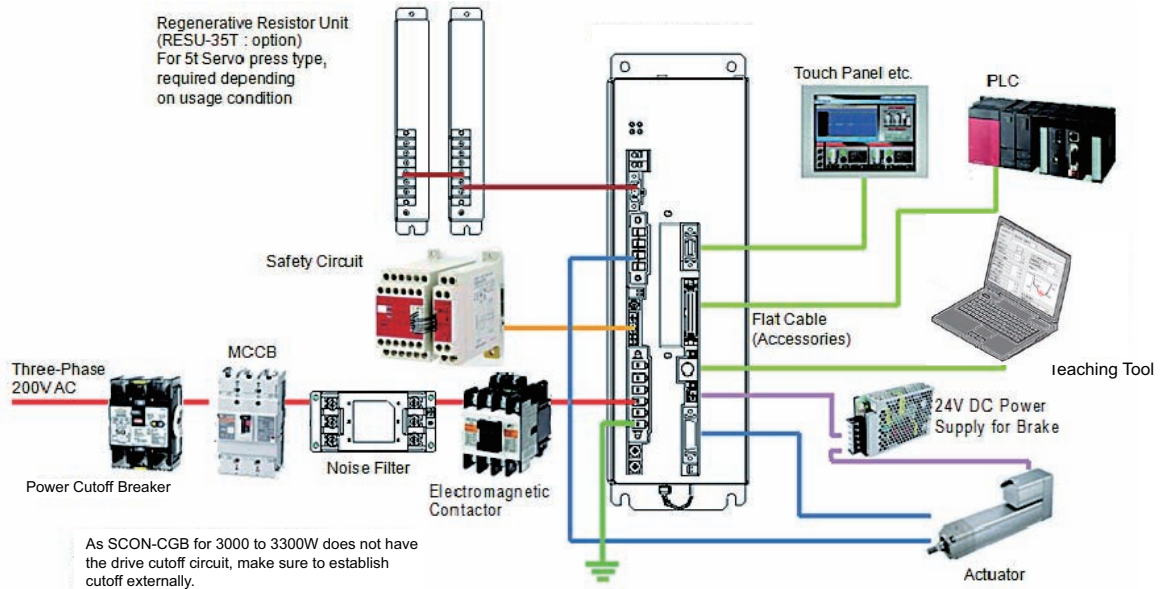 Regenerative Resistor Unit
(RESU-35T : option)
For 5t Servo press type,
required depending
on usage condition
Touch Panel etc.
PLC
Safety Circuit
Flat Cable
(Accessories)
Teaching Tool
MCCB
Three-Phase
200V AC
24V DC Power
Supply for Brake
Noise Filter
Power Cutoff Breaker
Electromagnetic
Contactor
As SCON-CGB for 3000 to 3300W does not have
the drive cutoff circuit, make sure to establish
cutoff externally.
Actuator